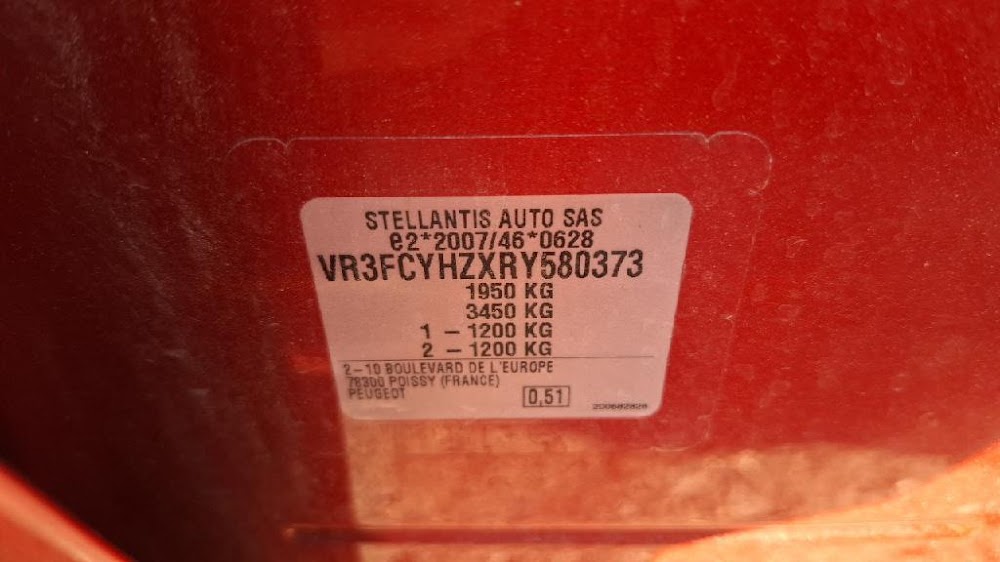 STELLANTIS AUTO SAS
e2*2007/46*0628
VR3FCYHZXRY580373
1950 KG
3450 KG
1 – 1200 KG
2 – 1200 KG
2–10 BOULEVARD DE L'EUROPE
78300 POISSY (FRANCE)
PEUGEOT
0,51